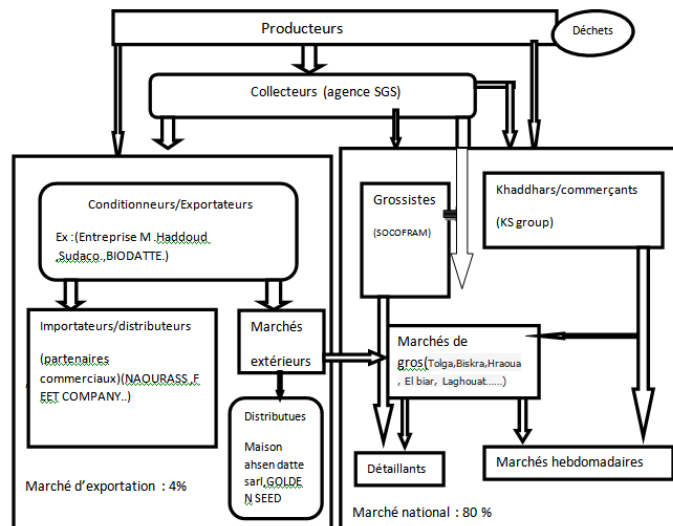 Producteurs
Déchets
Collecteurs (agence SGS)
Conditionneurs/Exportateurs
Ex :(Entreprise M .Haddoud
,Sudaco.,BIODATTE.)
Grossistes
(SOCOFRAM)
Khaddhars/commerçants
(KS group)
Importateurs/distributeurs
(partenaires
commerciaux)(NAOURASS ,F
EET COMPANY..)
Marchés
extérieurs
Marchés de
gros(Tolga,Biskra,Hraoua
, El biar, Laghouat......)
Distributues
Maison
ahsen datte
sarl,GOLDE
N SEED
Détaillants
Marchés hebdomadaires
Marché d'exportation : 4%
Marché national : 80 %